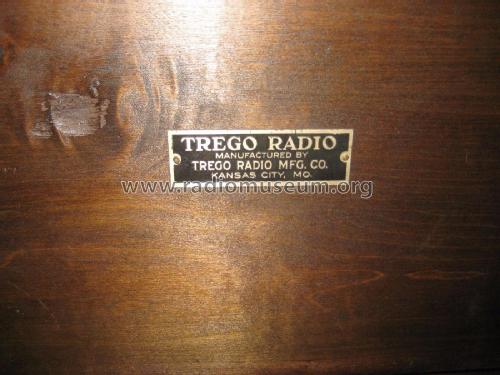 TREGO RADIO
MANUFACTURED BY
TREGO RADIO MFG. CO.
KANSAS CITY, MO.
www.radiomuseum.org